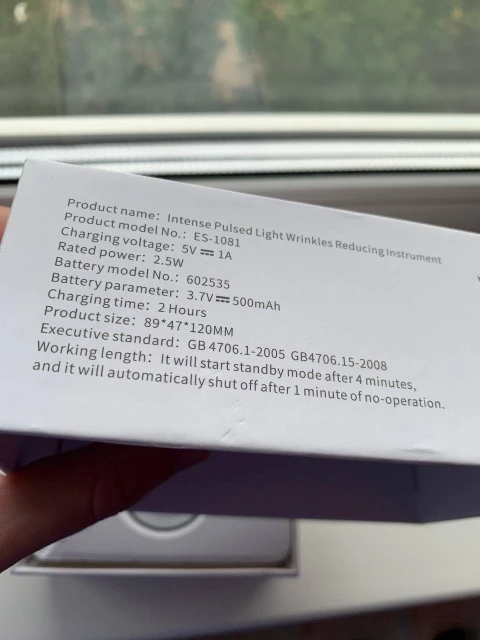 Product name: Intense Pulsed Light Wrinkles Reducing Instrument
Product model No.: ES-1081
Charging voltage: 5V⎓1A
Rated power: 2.5W
Battery model No.: 602535
Battery parameter: 3.7V⎓500mAh
Charging time: 2 Hours
Product size: 89*47*120MM
Executive standard: GB 4706.1-2005 GB4706.15-2008
Working length: It will start standby mode after 4 minutes,
and it will automatically shut off after 1 minute of no-operation.